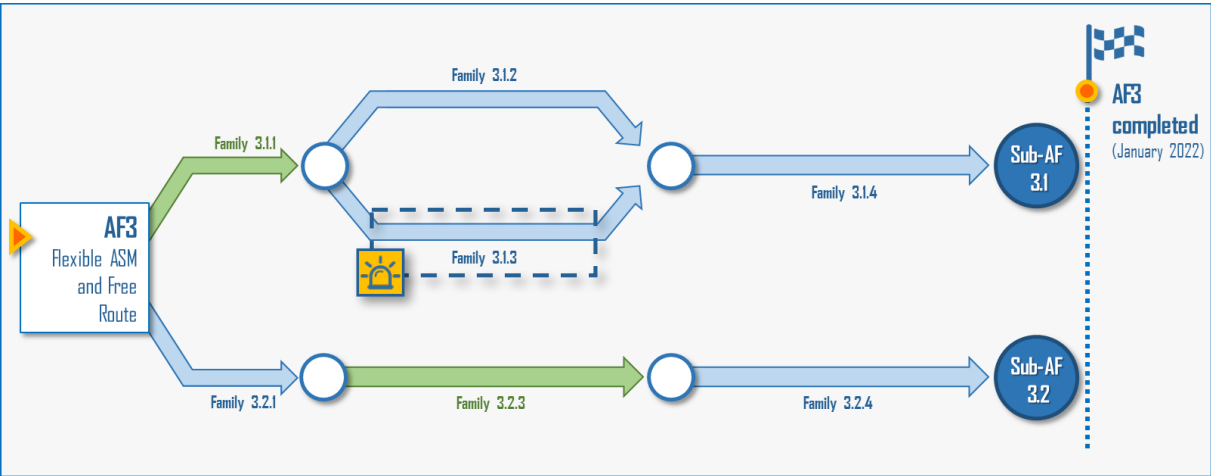 Family 3.1.2
Family 3.1.1
Family 3.1.3
Family 3.1.4
Sub-AF
3.1
AF3
completed
(January 2022)
AF3
Flexible ASM
and Free
Route
Family 3.2.1
Family 3.2.3
Family 3.2.4
Sub-AF
3.2